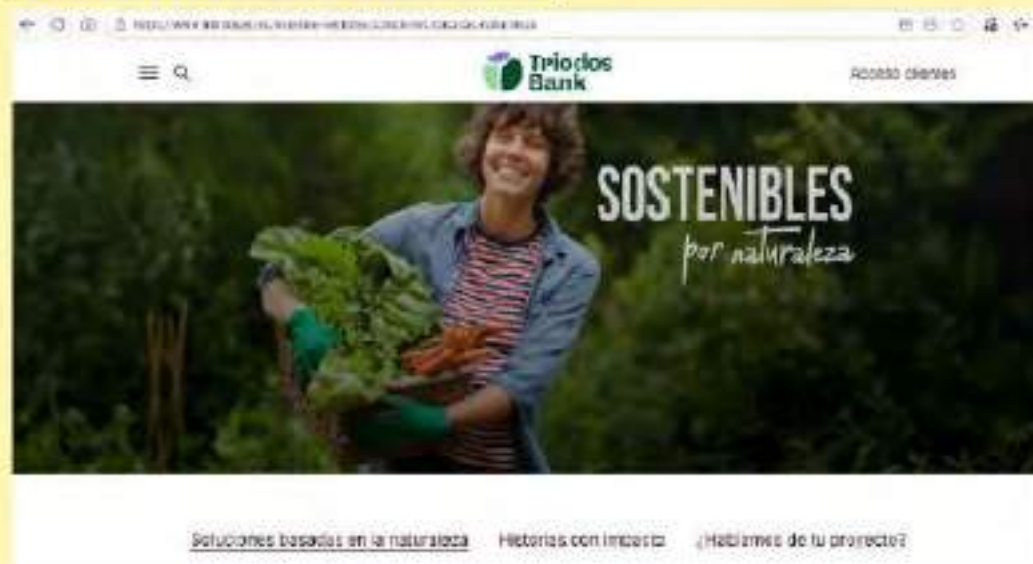 Triodos
Bank
Acceso clientes
SOSTENIBLES
por naturaleza
Soluciones basadas en la naturaleza Historias con impacto ¿Hablamos de tu proyecto?